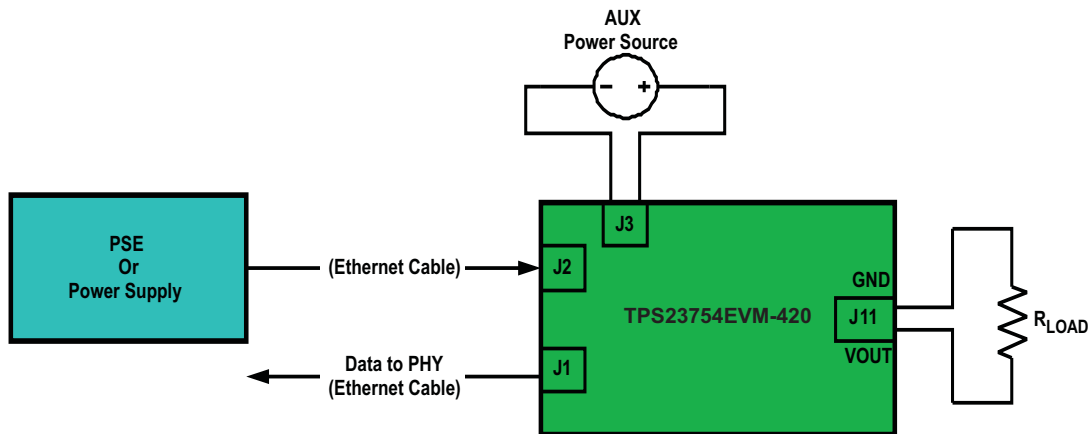 AUX
Power Source
- +
PSE
Or
Power Supply
(Ethernet Cable)
J3
J2
GND
TPS23754EVM-420
J11
R_LOAD
VOUT
Data to PHY
(Ethernet Cable)
J1